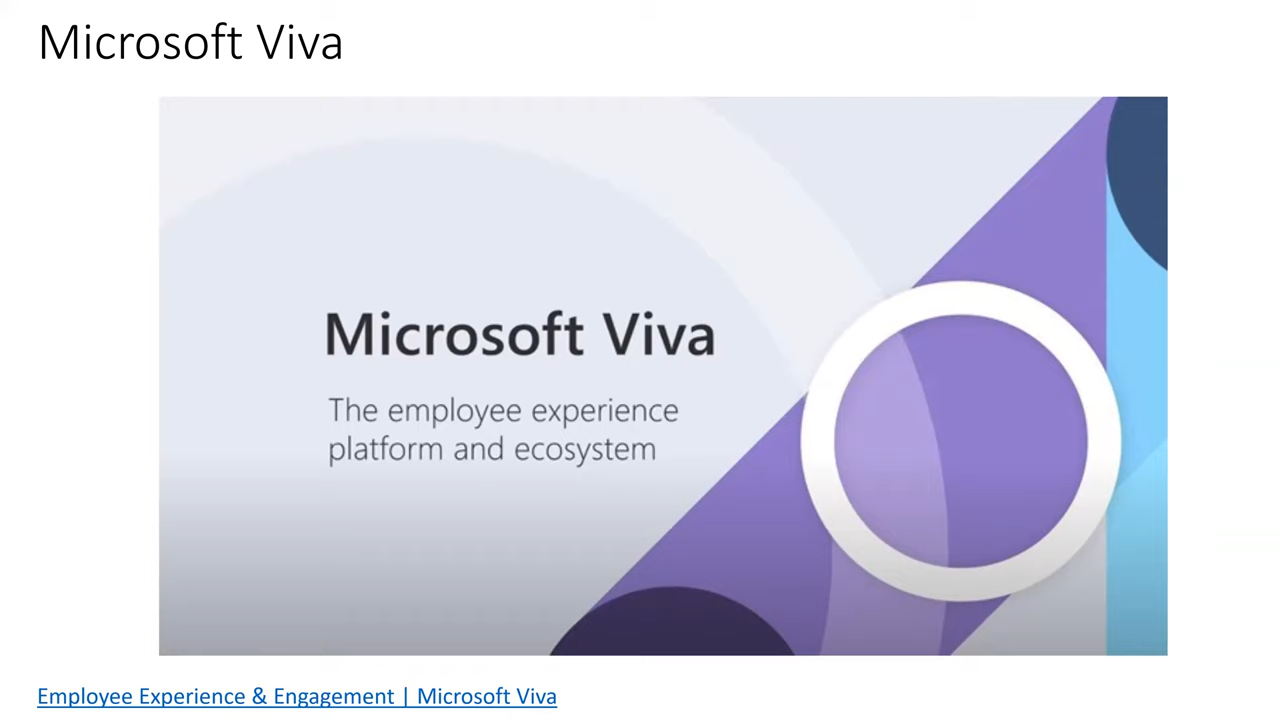 Microsoft Viva
Microsoft Viva
The employee experience
platform and ecosystem
Employee Experience & Engagement | Microsoft Viva